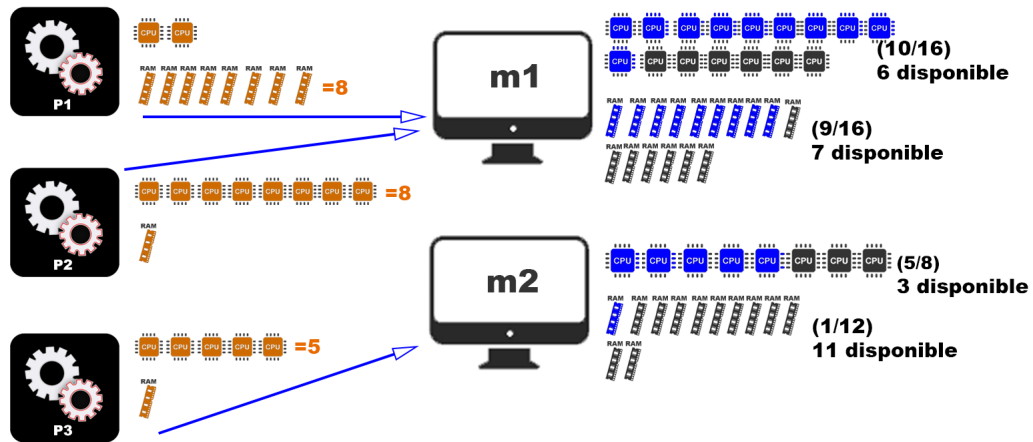 CPU CPU
RAM RAM RAM RAM RAM RAM RAM RAM
=8
P1
m1
CPU CPU CPU CPU CPU CPU CPU CPU CPU
CPU CPU CPU CPU CPU CPU CPU
(10/16)
6 disponible
RAM RAM RAM RAM RAM RAM RAM RAM RAM RAM
RAM RAM RAM RAM RAM RAM
(9/16)
7 disponible
CPU CPU CPU CPU CPU CPU CPU CPU =8
RAM
P2
m2
CPU CPU CPU CPU CPU CPU CPU CPU
(5/8)
3 disponible
RAM RAM RAM RAM RAM RAM RAM RAM RAM RAM
RAM RAM
(1/12)
11 disponible
CPU CPU CPU CPU CPU =5
RAM
P3